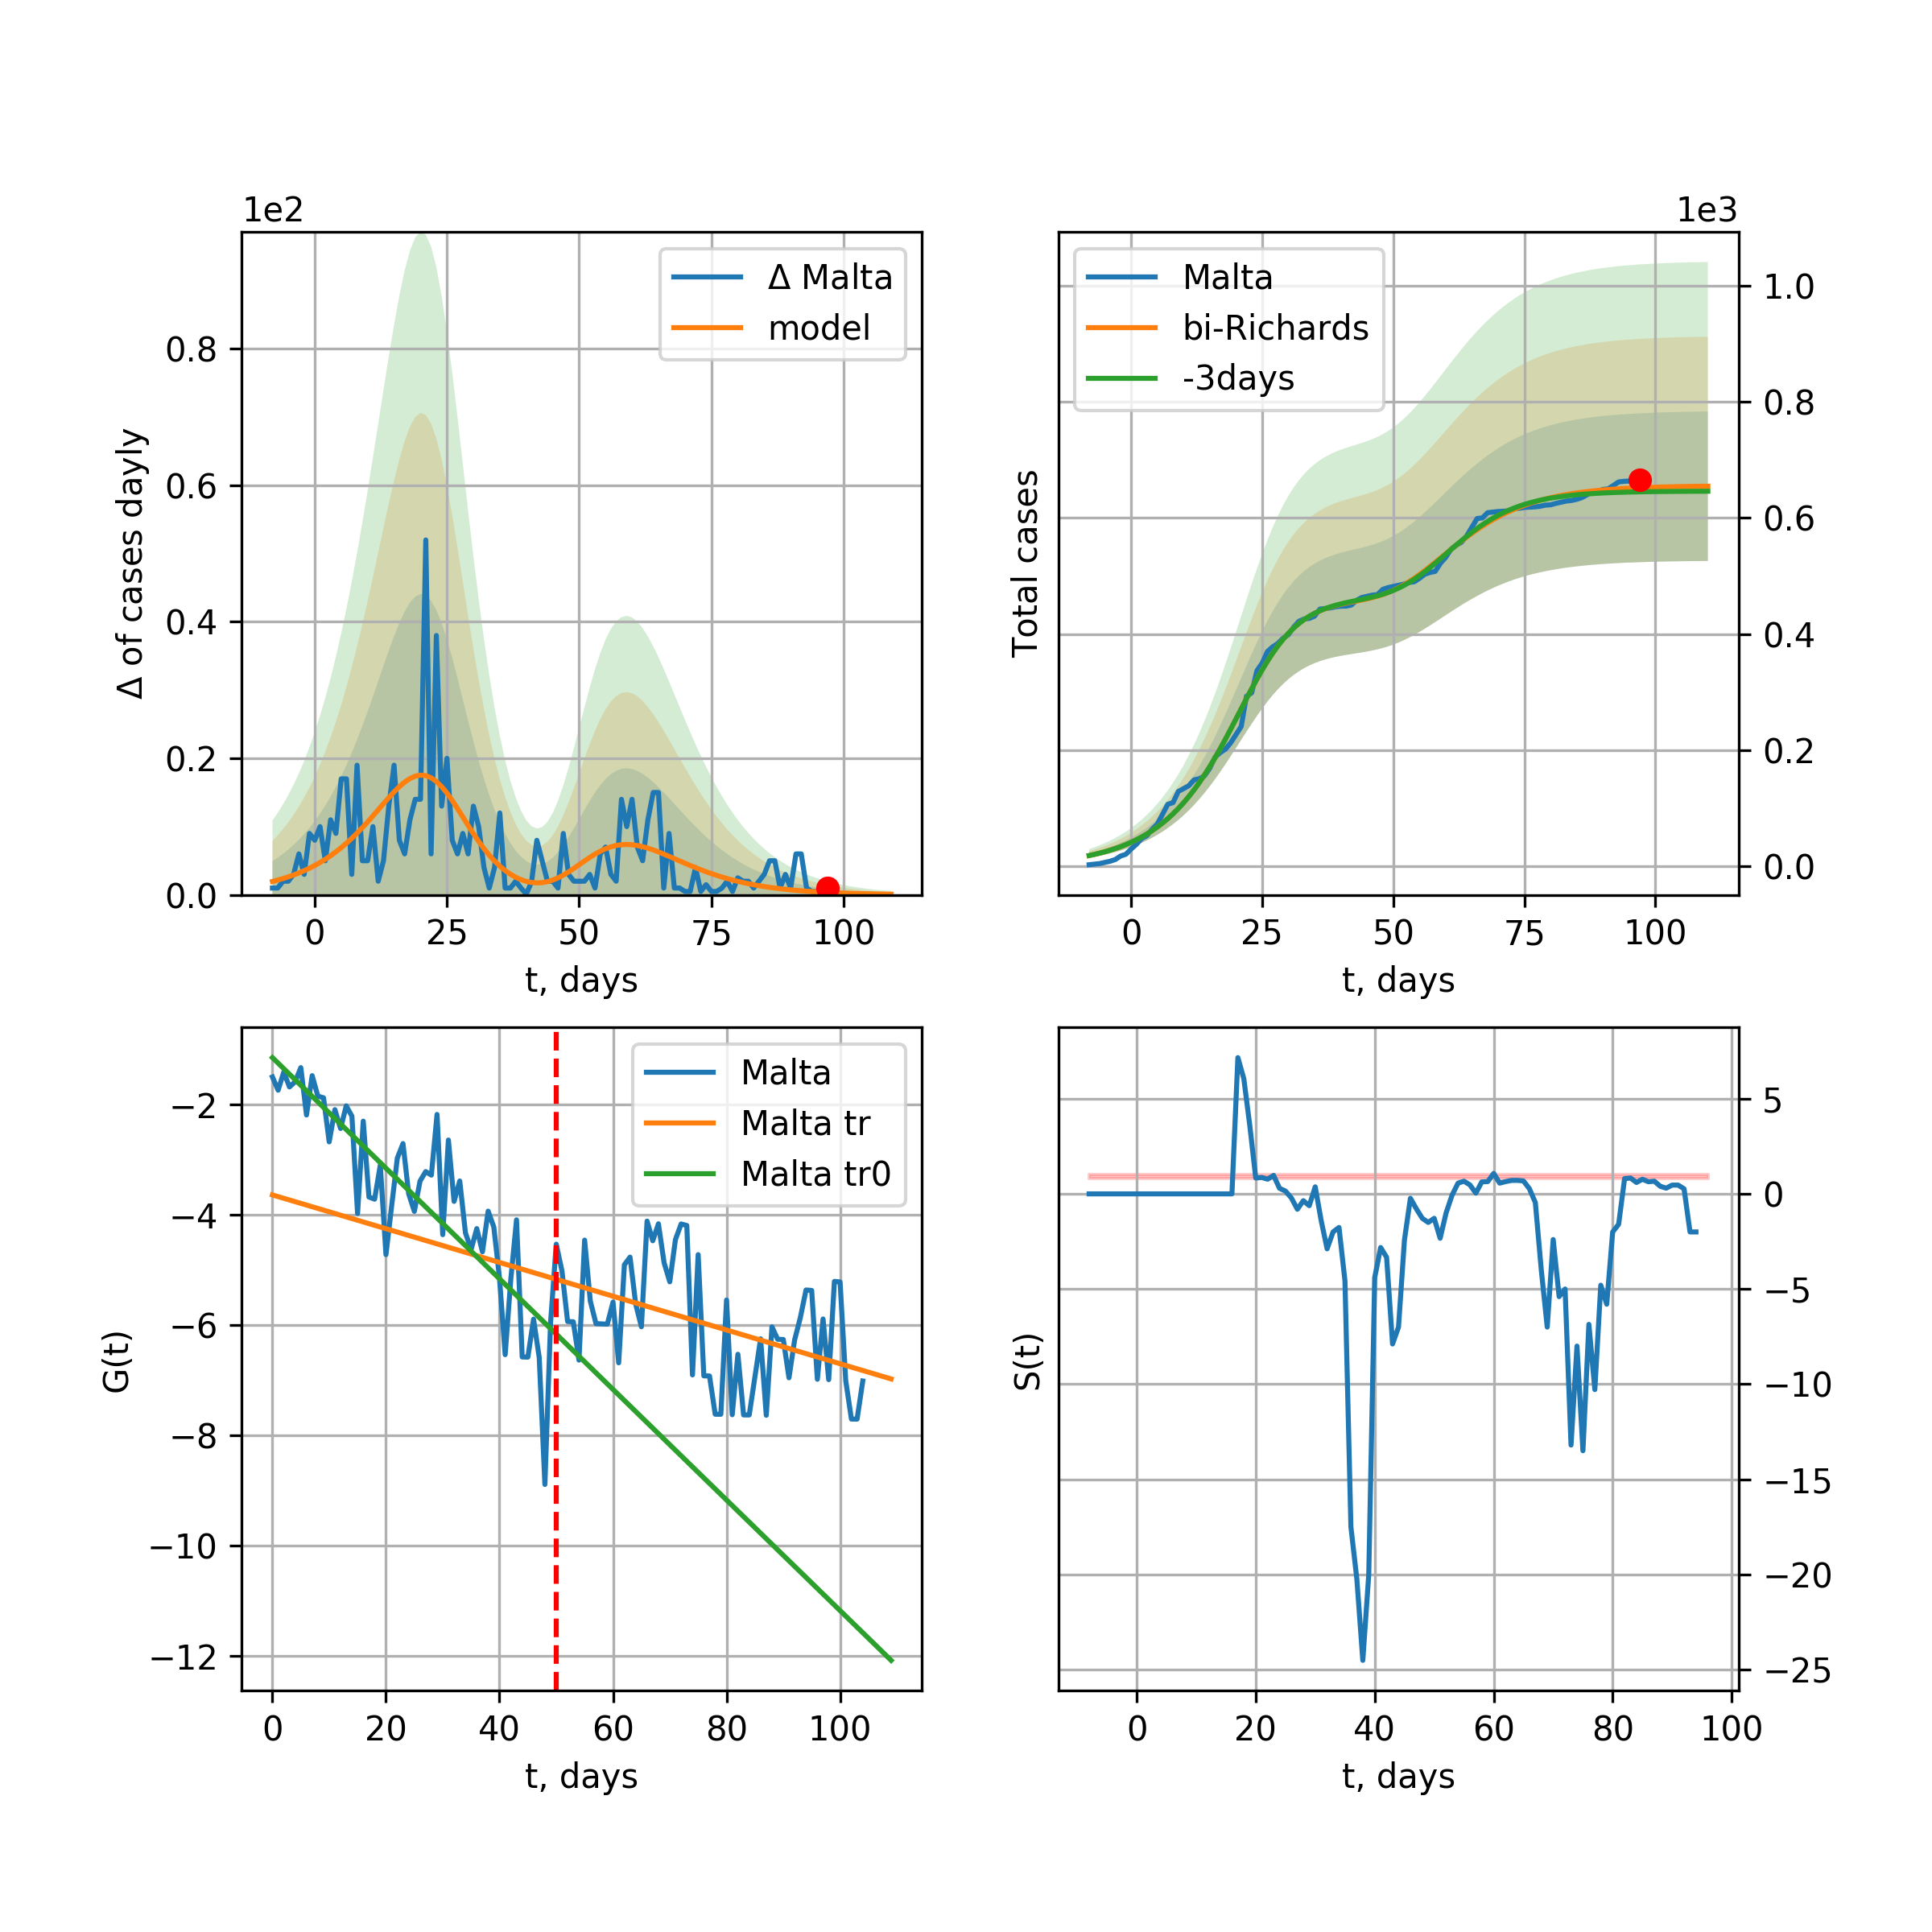 1e2
Δ Malta
model
0.8
0.6
0.4
0.2
0.0
Δ of cases dayly
0 25 50 75 100
t, days
1e3
Malta
bi-Richards
-3days
1.0
0.8
0.6
0.4
0.2
0.0
Total cases
0 25 50 75 100
t, days
Malta
Malta tr
Malta tr0
−2
−4
−6
−8
−10
−12
G(t)
0 20 40 60 80 100
t, days
5
0
−5
−10
−15
−20
−25
S(t)
0 20 40 60 80 100
t, days